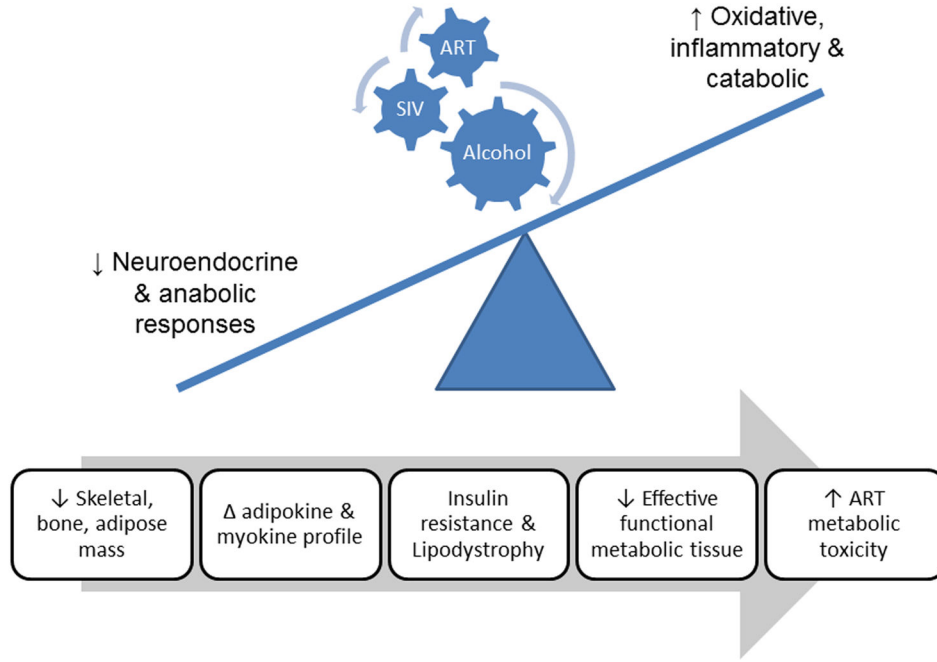 ART
SIV
Alcohol
↑ Oxidative,
inflammatory &
catabolic
↓ Neuroendocrine
& anabolic
responses
↓ Skeletal,
bone, adipose
mass
Δ adipokine &
myokine profile
Insulin
resistance &
Lipodystrophy
↓ Effective
functional
metabolic tissue
↑ ART
metabolic
toxicity